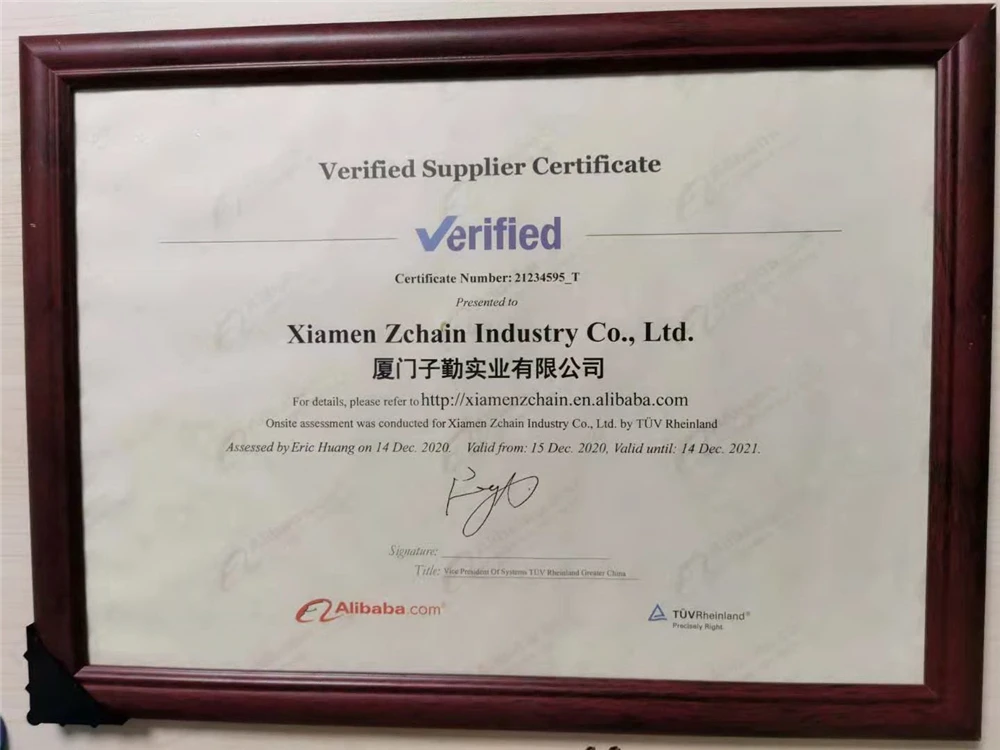 Verified Supplier Certificate
Verified
Certificate Number: 21234595_T
Presented to
Xiamen Zchain Industry Co., Ltd.
厦门子勤实业有限公司
For details, please refer to http://xiamenzchain.en.alibaba.com
Onsite assessment was conducted for Xiamen Zchain Industry Co., Ltd. by TÜV Rheinland
Assessed by Eric Huang on 14 Dec. 2020. Valid from: 15 Dec. 2020, Valid until: 14 Dec. 2021.
Signature:
Title: Vice President Of Systems TÜV Rheinland Greater China
Alibaba.com®
TÜVRheinland®
Precisely Right.